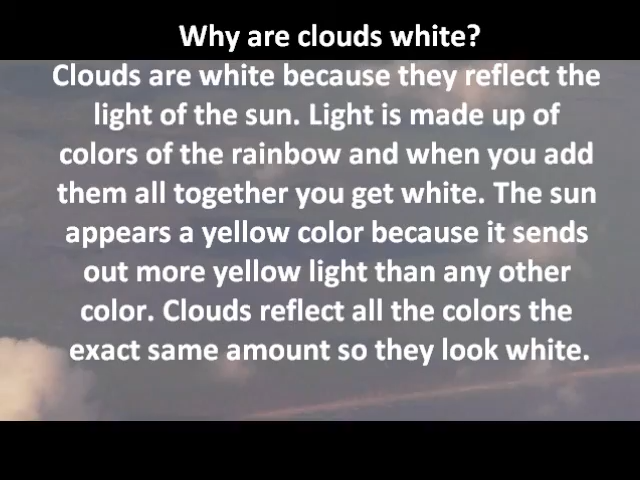 Why are clouds white?
Clouds are white because they reflect the
light of the sun. Light is made up of
colors of the rainbow and when you add
them all together you get white. The sun
appears a yellow color because it sends
out more yellow light than any other
color. Clouds reflect all the colors the
exact same amount so they look white.